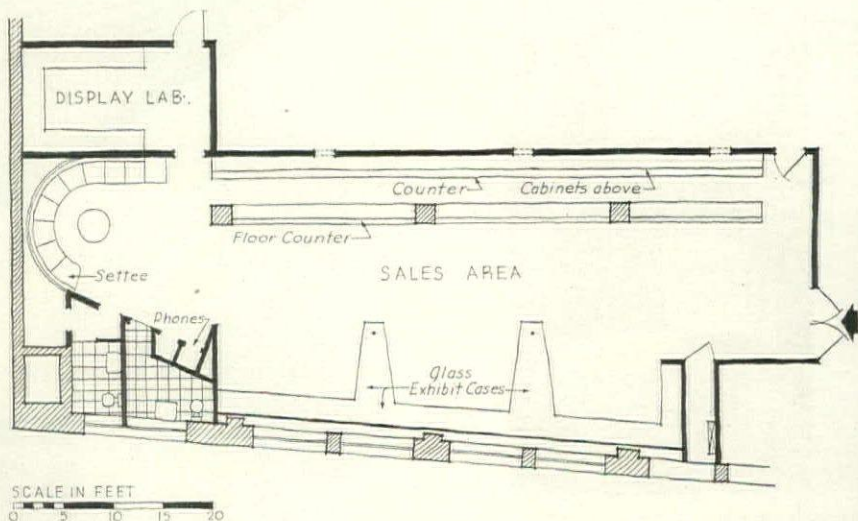 DISPLAY LAB.
Counter
Cabinets above
Floor Counter
Settee
SALES AREA
Phones
Glass
Exhibit Cases
SCALE IN FEET
0 5 10 15 20